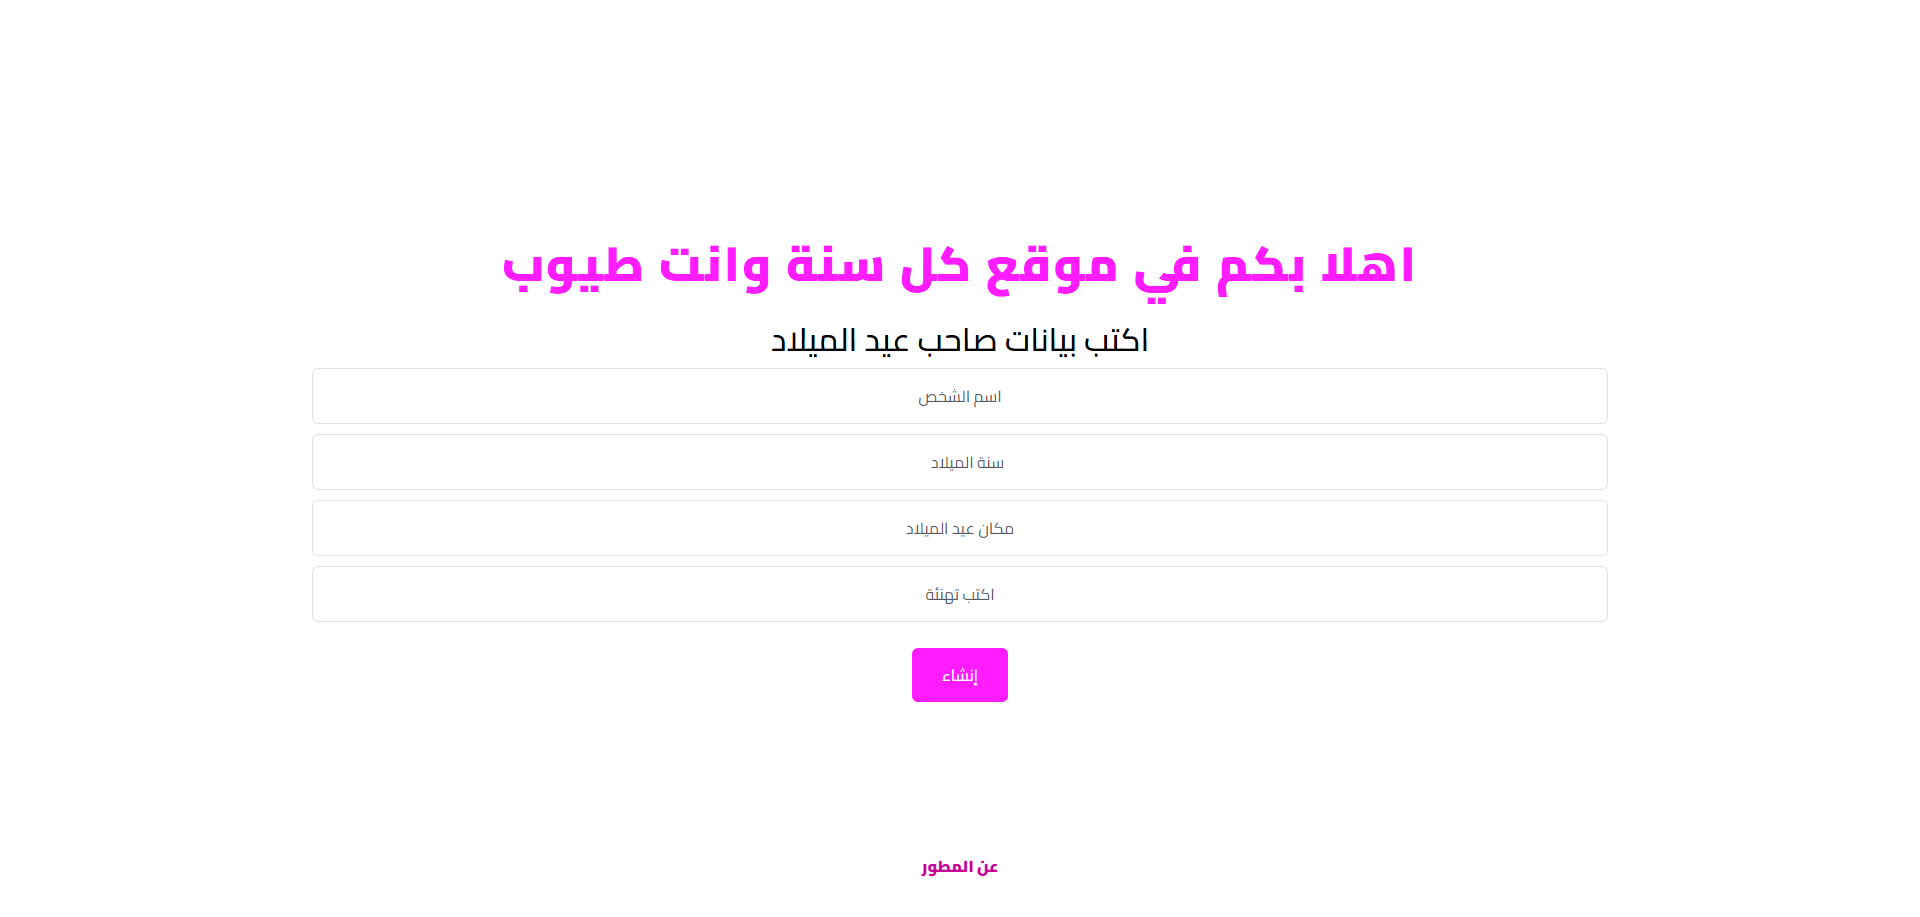 اهلا بكم في موقع كل سنة وانت طيوب
اكتب بيانات صاحب عيد الميلاد
اسم الشخص
سنة الميلاد
مكان عيد الميلاد
اكتب تهنئة
إنشاء
عن المطور